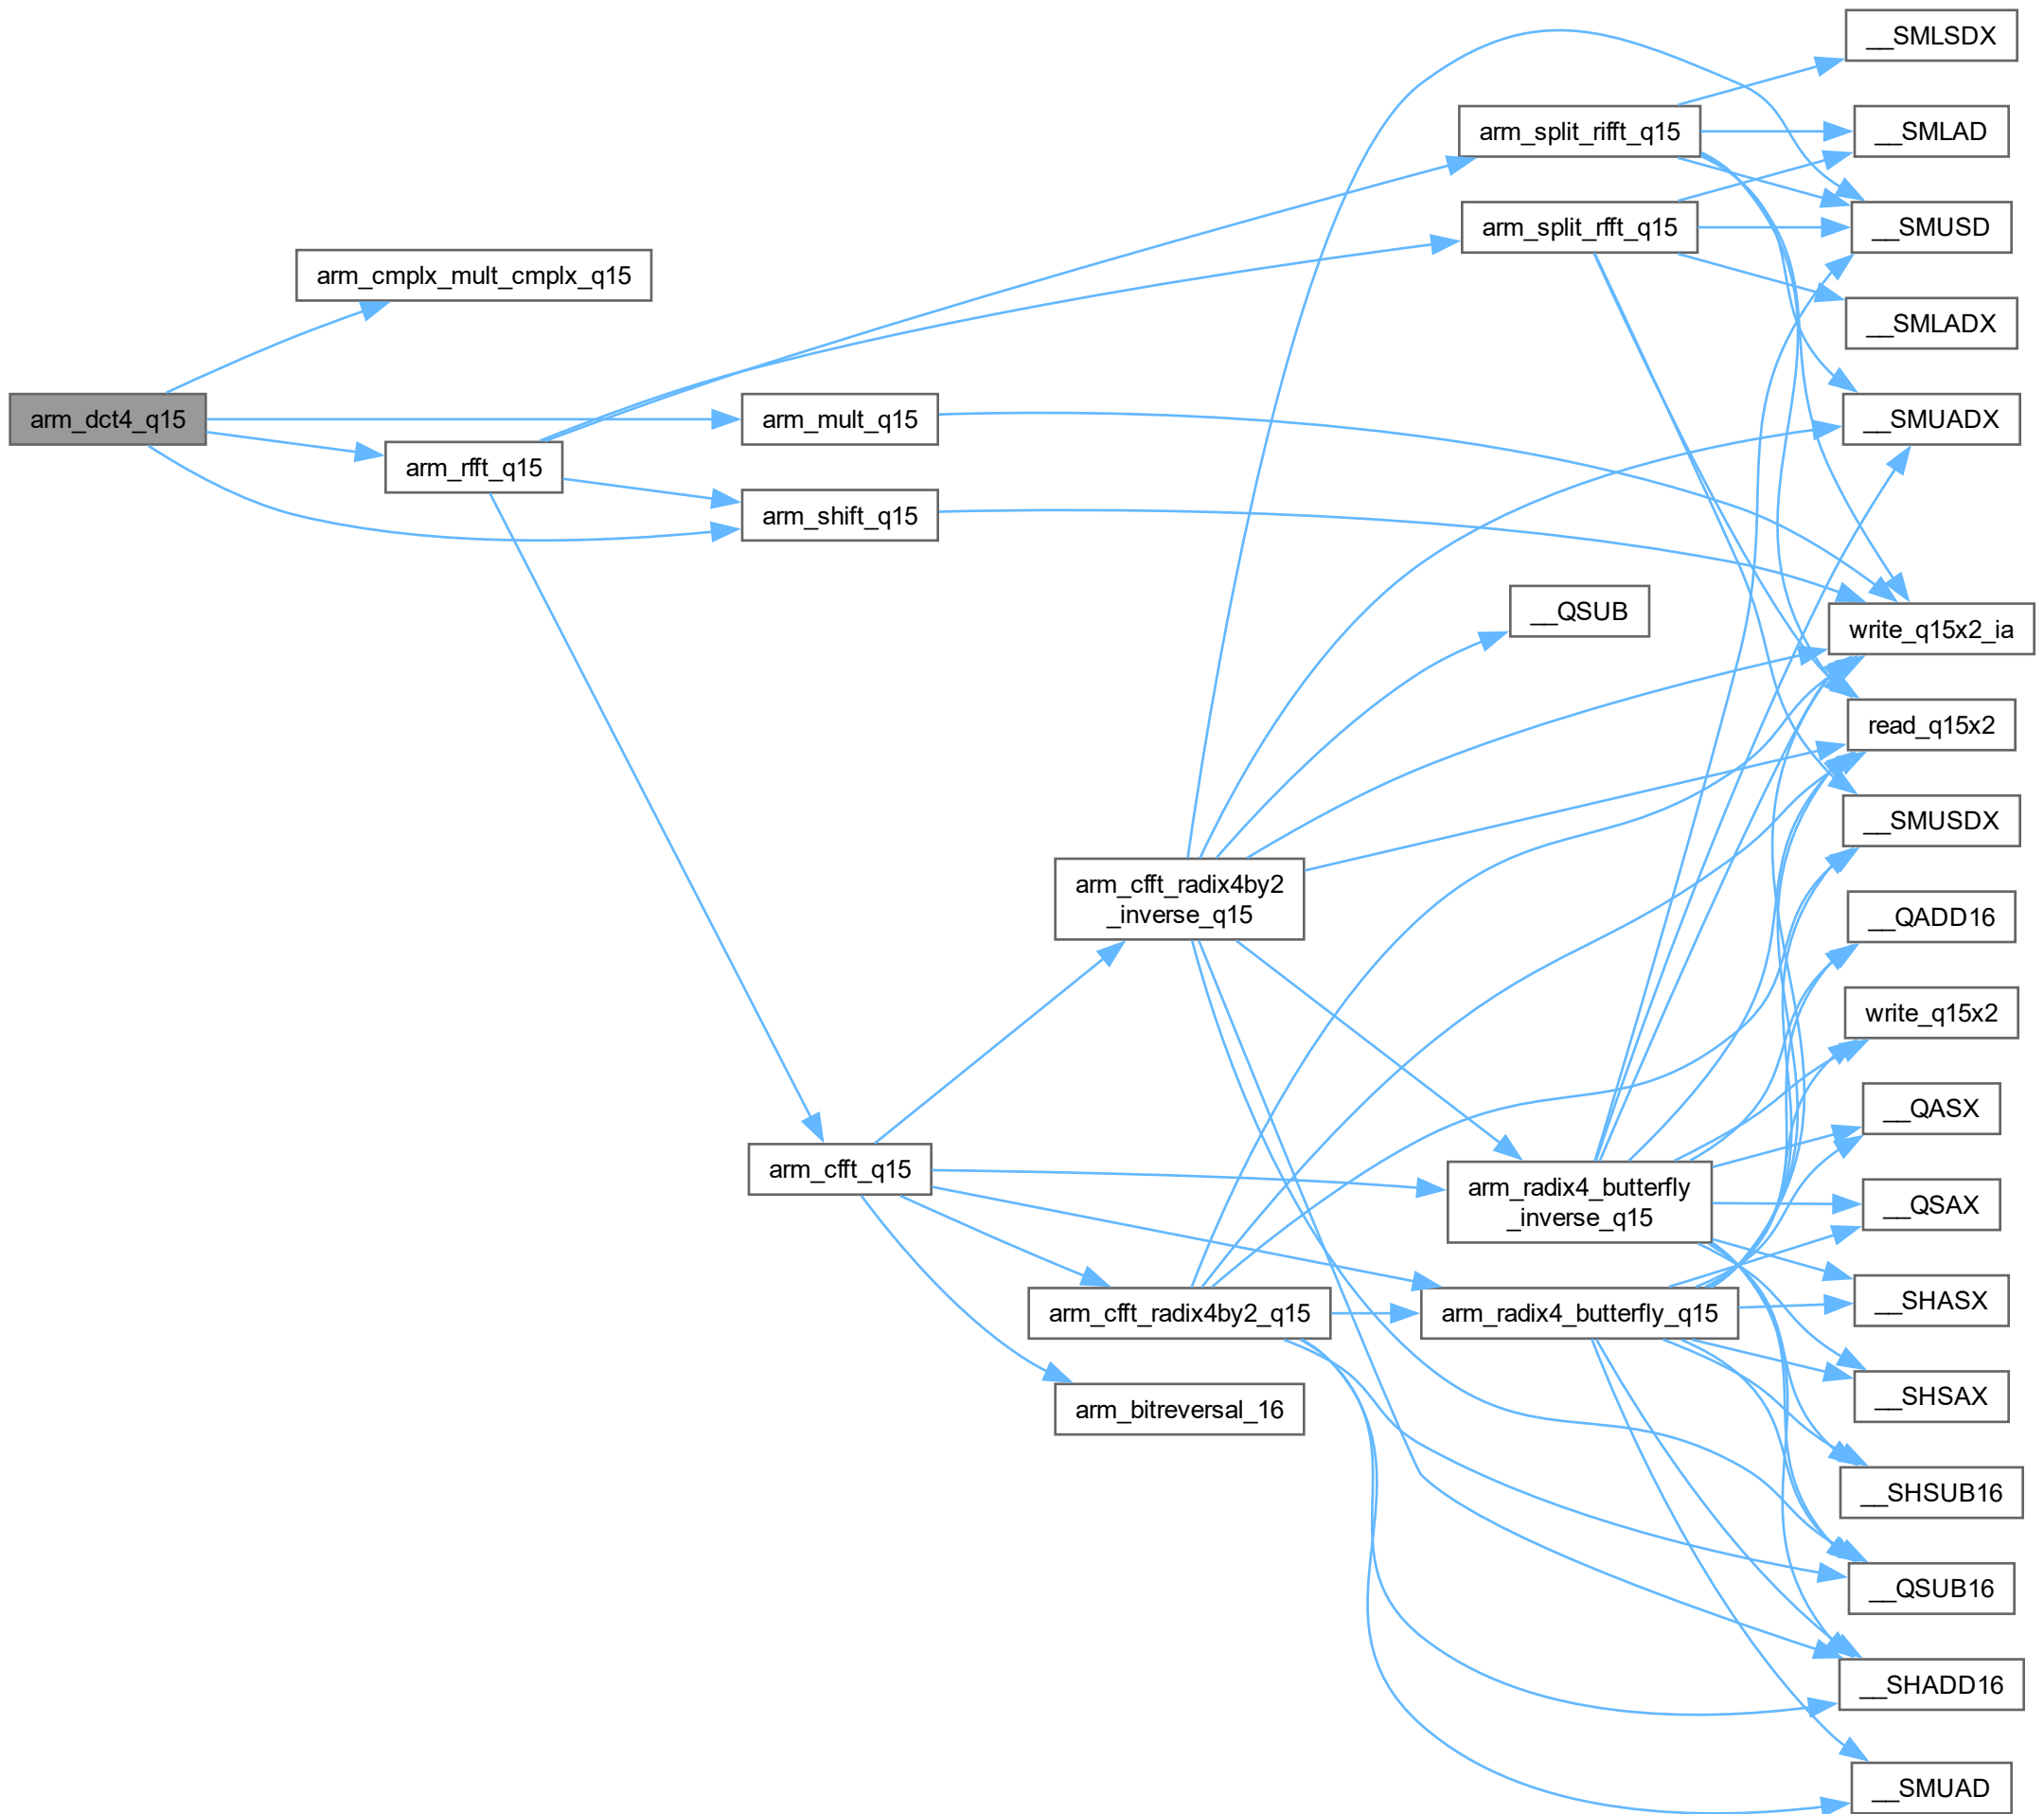 __SMLSDX
arm_split_rifft_q15
__SMLAD
arm_split_rfft_q15
__SMUSD
arm_cmplx_mult_cmplx_q15
__SMLADX
arm_dct4_q15
arm_mult_q15
__SMUADX
arm_rfft_q15
arm_shift_q15
__QSUB
write_q15x2_ia
read_q15x2
__SMUSDX
arm_cfft_radix4by2
_inverse_q15
__QADD16
write_q15x2
__QASX
arm_cfft_q15
arm_radix4_butterfly
_inverse_q15
__QSAX
__SHASX
arm_cfft_radix4by2_q15
arm_radix4_butterfly_q15
__SHSAX
arm_bitreversal_16
__SHSUB16
__QSUB16
__SHADD16
__SMUAD